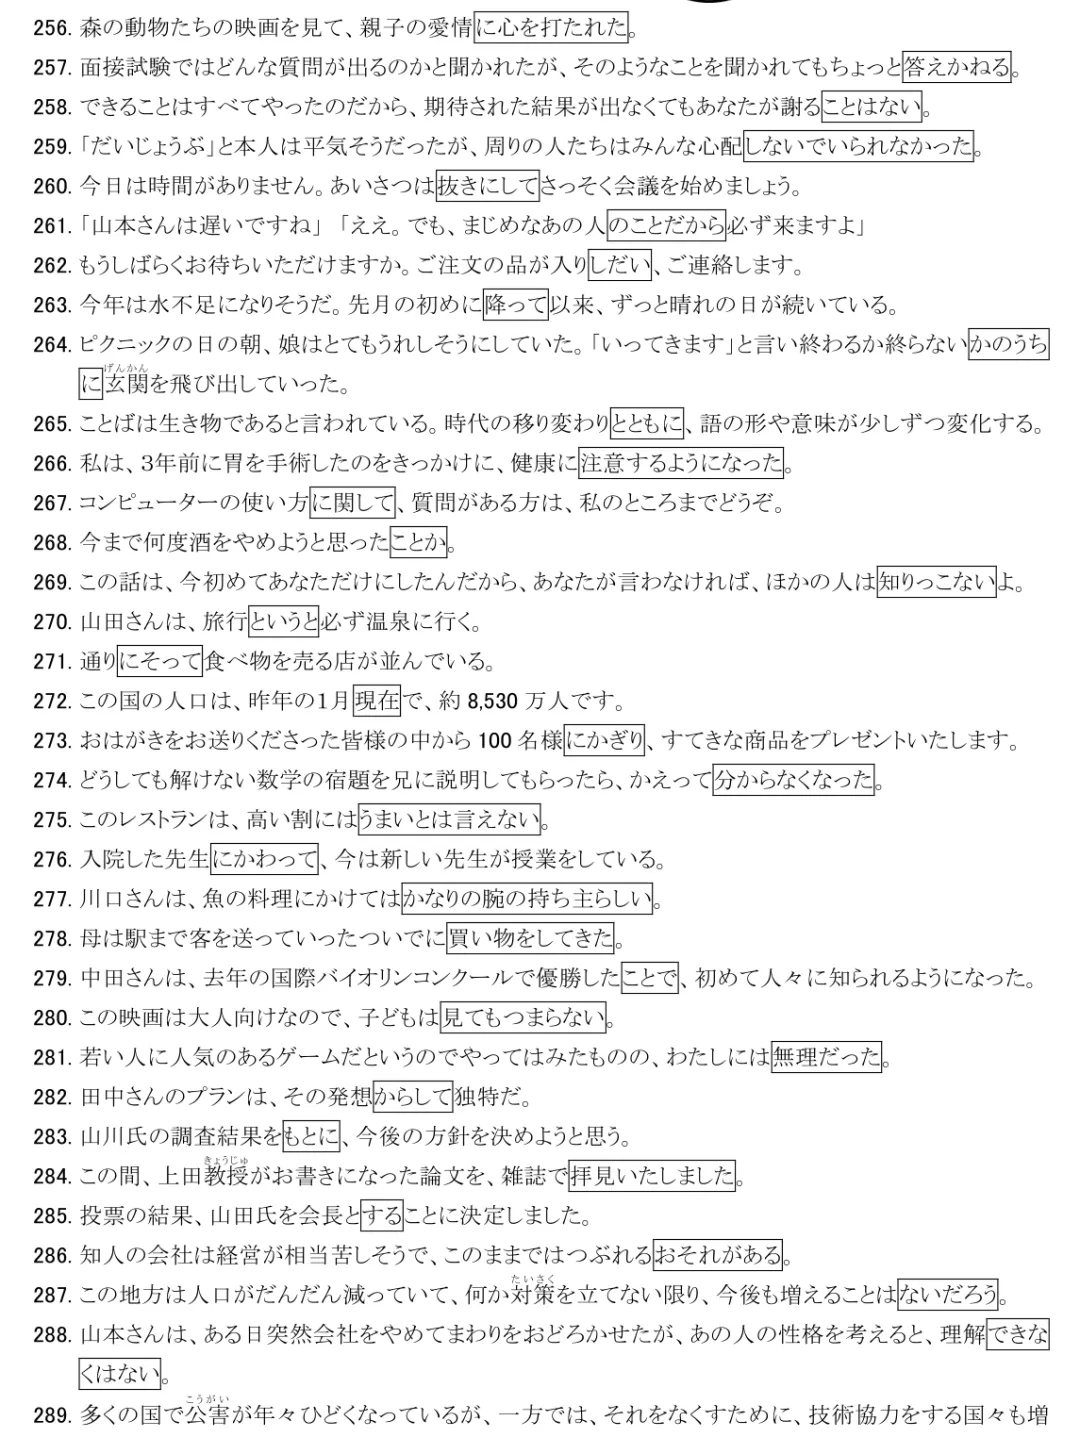 256. 森の動物たちの映画を見て、親子の愛情に心を打たれた。
257. 面接試験ではどんな質問が出るのかと聞かれたが、そのようなことを聞かれてもちょっと答えかねる。
258. できることはすべてやったのだから、期待された結果が出なくてもあなたが謝ることはない。
259. 「だいじょうぶ」と本人は平気そうだったが、周りの人たちはみんな心配しないでいられなかった。
260. 今日は時間がありません。あいさつは抜きにしてさっそく会議を始めましょう。
261. 「山本さんは遅いですね」 「ええ。でも、まじめなあの人のことだから必ず来ますよ」
262. もうしばらくお待ちいただけますか。ご注文の品が入りしだい、ご連絡します。
263. 今年は水不足になりそうだ。先月の初めに降って以来、ずっと晴れの日が続いている。
264. ピクニックの日の朝、娘はとてもうれしそうにしていた。「いってきます」と言い終わるか終らないかのうち
げんかん
に玄関を飛び出していった。
265. ことばは生き物であると言われている。時代の移り変わりとともに、語の形や意味が少しずつ変化する。
266. 私は、3年前に胃を手術したのをきっかけに、健康に注意するようになった。
267. コンピューターの使い方に関して、質問がある方は、私のところまでどうぞ。
268. 今まで何度酒をやめようと思ったことか。
269. この話は、今初めてあなただけにしたんだから、あなたが言わなければ、ほかの人は知りっこないよ。
270. 山田さんは、旅行というと必ず温泉に行く。
271. 通りにそって食べ物を売る店が並んでいる。
272. この国の人口は、昨年の1月現在で、約 8,530 万人です。
273. おはがきをお送りくださった皆様の中から 100 名様にかぎり、すてきな商品をプレゼントいたします。
274. どうしても解けない数学の宿題を兄に説明してもらったら、かえって分からなくなった。
275. このレストランは、高い割にはうまいとは言えない。
276. 入院した先生にかわって、今は新しい先生が授業をしている。
277. 川口さんは、魚の料理にかけてはかなりの腕の持ち主らしい。
278. 母は駅まで客を送っていったついでに買い物をしてきた。
279. 中田さんは、去年の国際バイオリンコンクールで優勝したことで、初めて人々に知られるようになった。
280. この映画は大人向けなので、子どもは見てもつまらない。
281. 若い人に人気のあるゲームだというのでやってはみたものの、わたしには無理だった。
282. 田中さんのプランは、その発想からして独特だ。
283. 山川氏の調査結果をもとに、今後の方針を決めようと思う。
きょうじゅ
284. この間、上田教授がお書きになった論文を、雑誌で拝見いたしました。
285. 投票の結果、山田氏を会長とすることに決定しました。
286. 知人の会社は経営が相当苦しそうで、このままではつぶれるおそれがある。
たいさく
287. この地方は人口がだんだん減っていて、何か対策を立てない限り、今後も増えることはないだろう。
288. 山本さんは、ある日突然会社をやめてまわりをおどろかせたが、あの人の性格を考えると、理解できな
くはない。
こうがい
289. 多くの国で公害が年々ひどくなっているが、一方では、それをなくすために、技術協力をする国々も増